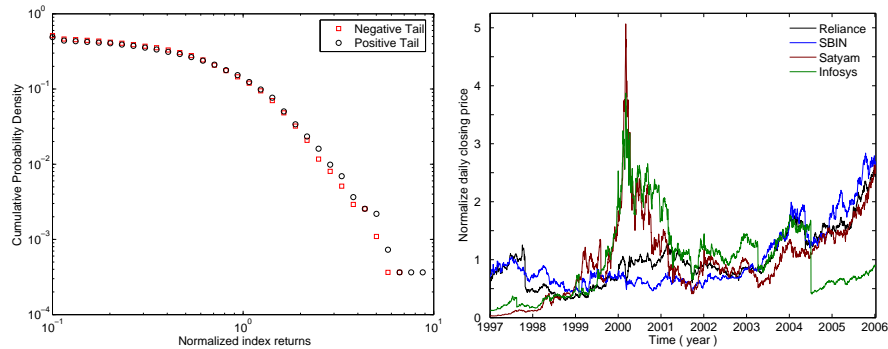 Negative Tail
Positive Tail
10^0
10^-1
10^-2
10^-3
10^-4
Cumulative Probability Density
10^-1
10^0
10^1
Normalized index returns
Reliance
SBIN
Satyam
Infosys
5
4
3
2
1
0
Normalize daily closing price
1997 1998 1999 2000 2001 2002 2003 2004 2005 2006
Time ( year )